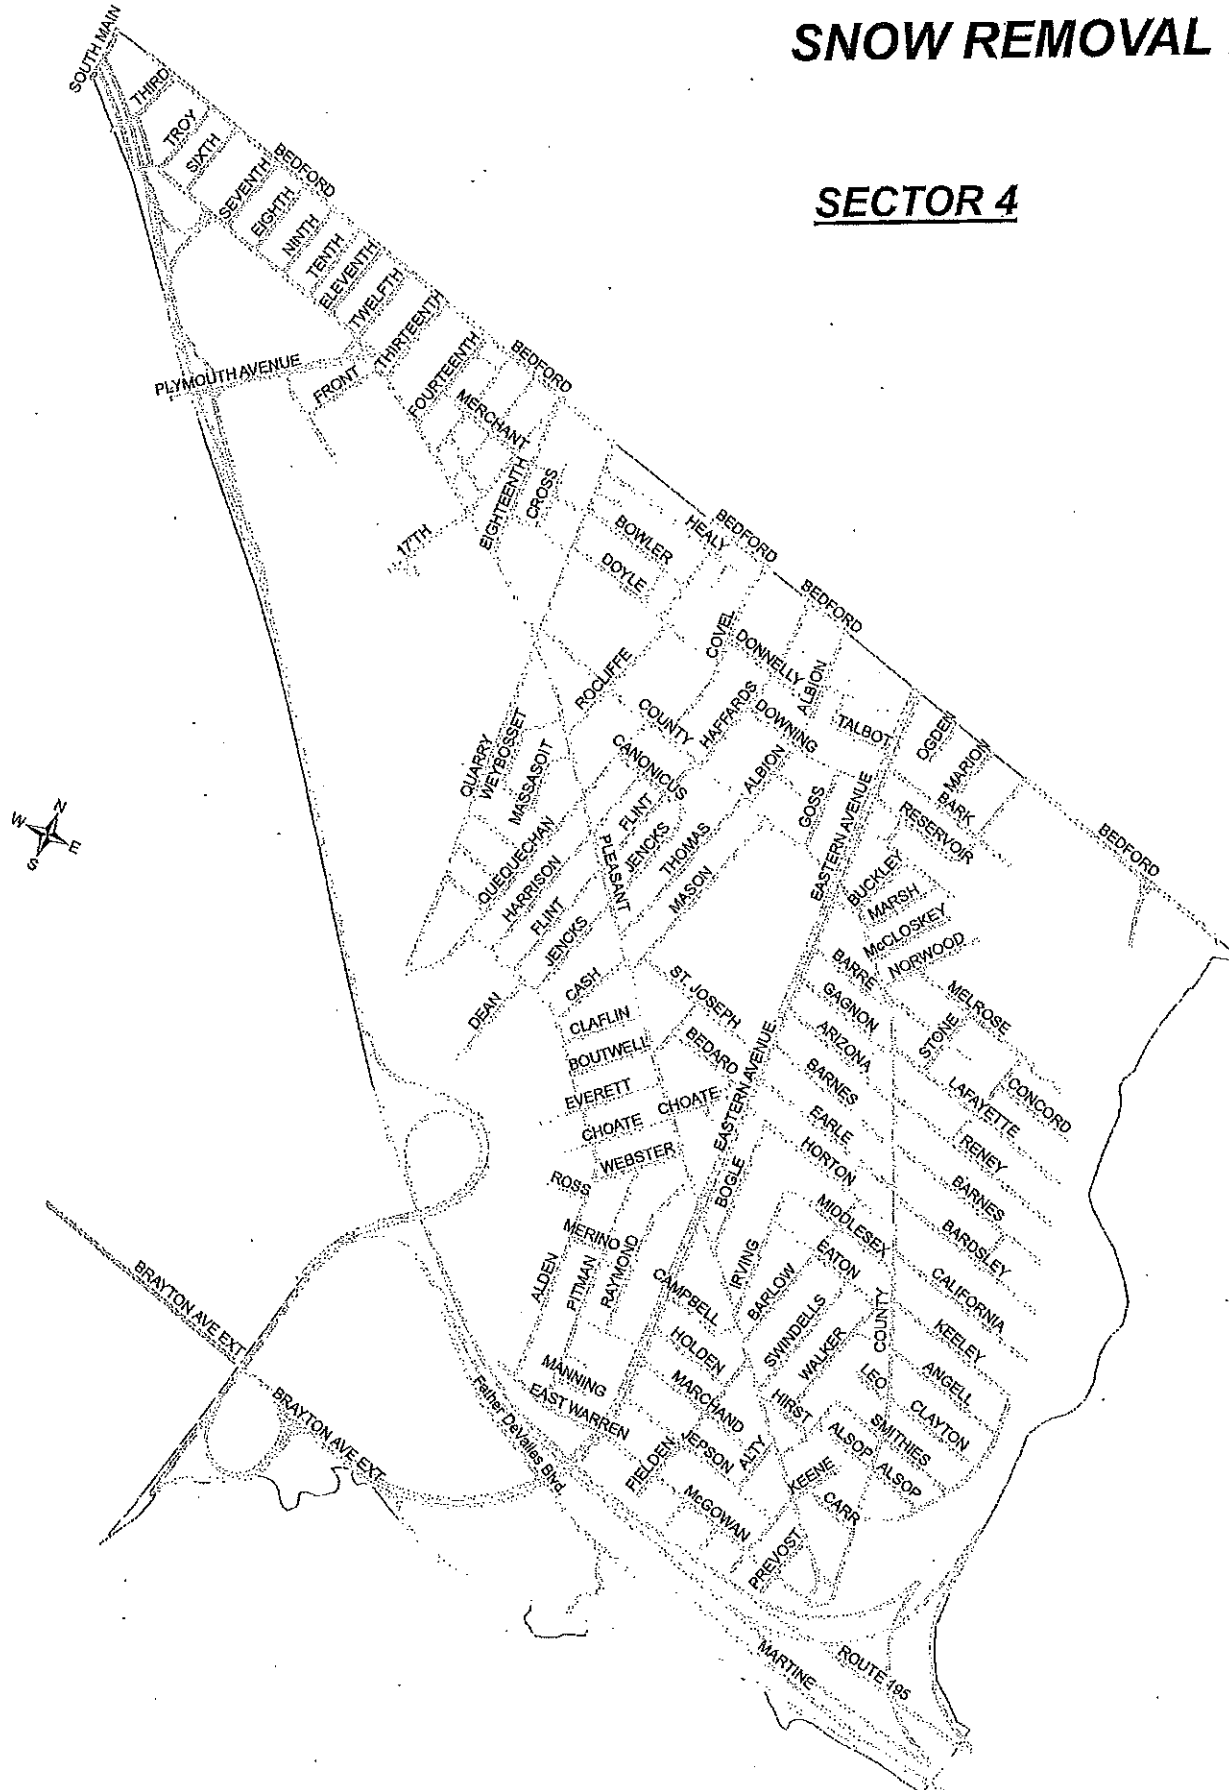 SNOW REMOVAL
SECTOR 4
SOUTH MAIN
THIRD
TROY
SIXTH
SEVENTH
BEDFORD
EIGHTH
NINTH
TENTH
ELEVENTH
TWELFTH
THIRTEENTH
PLYMOUTH AVENUE
FRONT
FOURTEENTH
BEDFORD
MERCHANT
EIGHTEENTH
CROSS
17'TH
BOWLER
DOYLE
HEALY
BEDFORD
BEDFORD
COVEL
DONNELLY
ALBION
ROCLIFFE
COUNTY
HAFFARDS
DOWNING
TALBOT
OGDEN
MARION
QUARRY
WEYBOSSET
MASSASOIT
CANONICUS
FLINT
ALBION
GOSS
EASTERN AVENUE
BARK
RESERVOIR
BEDFORD
N
W
E
S
QUEQUECHAN
HARRISON
FLINT
JENCKS
PLEASANT
JENCKS
THOMAS
MASON
BUCKLEY
MARSH
McCLOSKEY
NORWOOD
DEAN
CASH
ST. JOSEPH
BARRE
GAGNON
ARIZONA
MELROSE
STONE
CLAFLIN
BOUTWELL
BEDARD
EASTERN AVENUE
BARNES
LAFAYETTE
CONCORD
EVERETT
CHOATE
CHOATE
EARLE
HORTON
RENEY
WEBSTER
BOGLE
BARNES
ROSS
MERINO
MIDDLESEX
BARDSLEY
ALDEN
PITMAN
RAYMOND
CAMPBELL
IRVING
BARLOW
EATON
CALIFORNIA
BRAYTON AVE EXT
HOLDEN
SWINDELLS
WALKER
COUNTY
KEELEY
BRAYTON AVE EXT
MANNING
EAST WARREN
MARCHAND
HIRST
LEO
ANGELL
CLAYTON
Father DeValles Blvd
FIELDEN
JEPSON
ALTY
ALSOP
SMITHIES
ALSOP
KEENE
CARR
McGOWAN
PREVOST
MARTINE
ROUTE 195